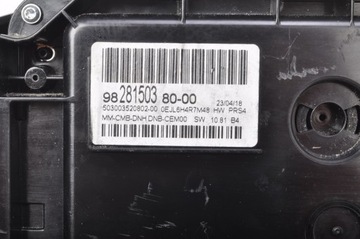 98 281503 80-00
23/04/18
503003520802-00 0EJL6H4R7M48 HW PRS4
MM-CMB-DNH.DNB-CEM00 SW 10.81 B4